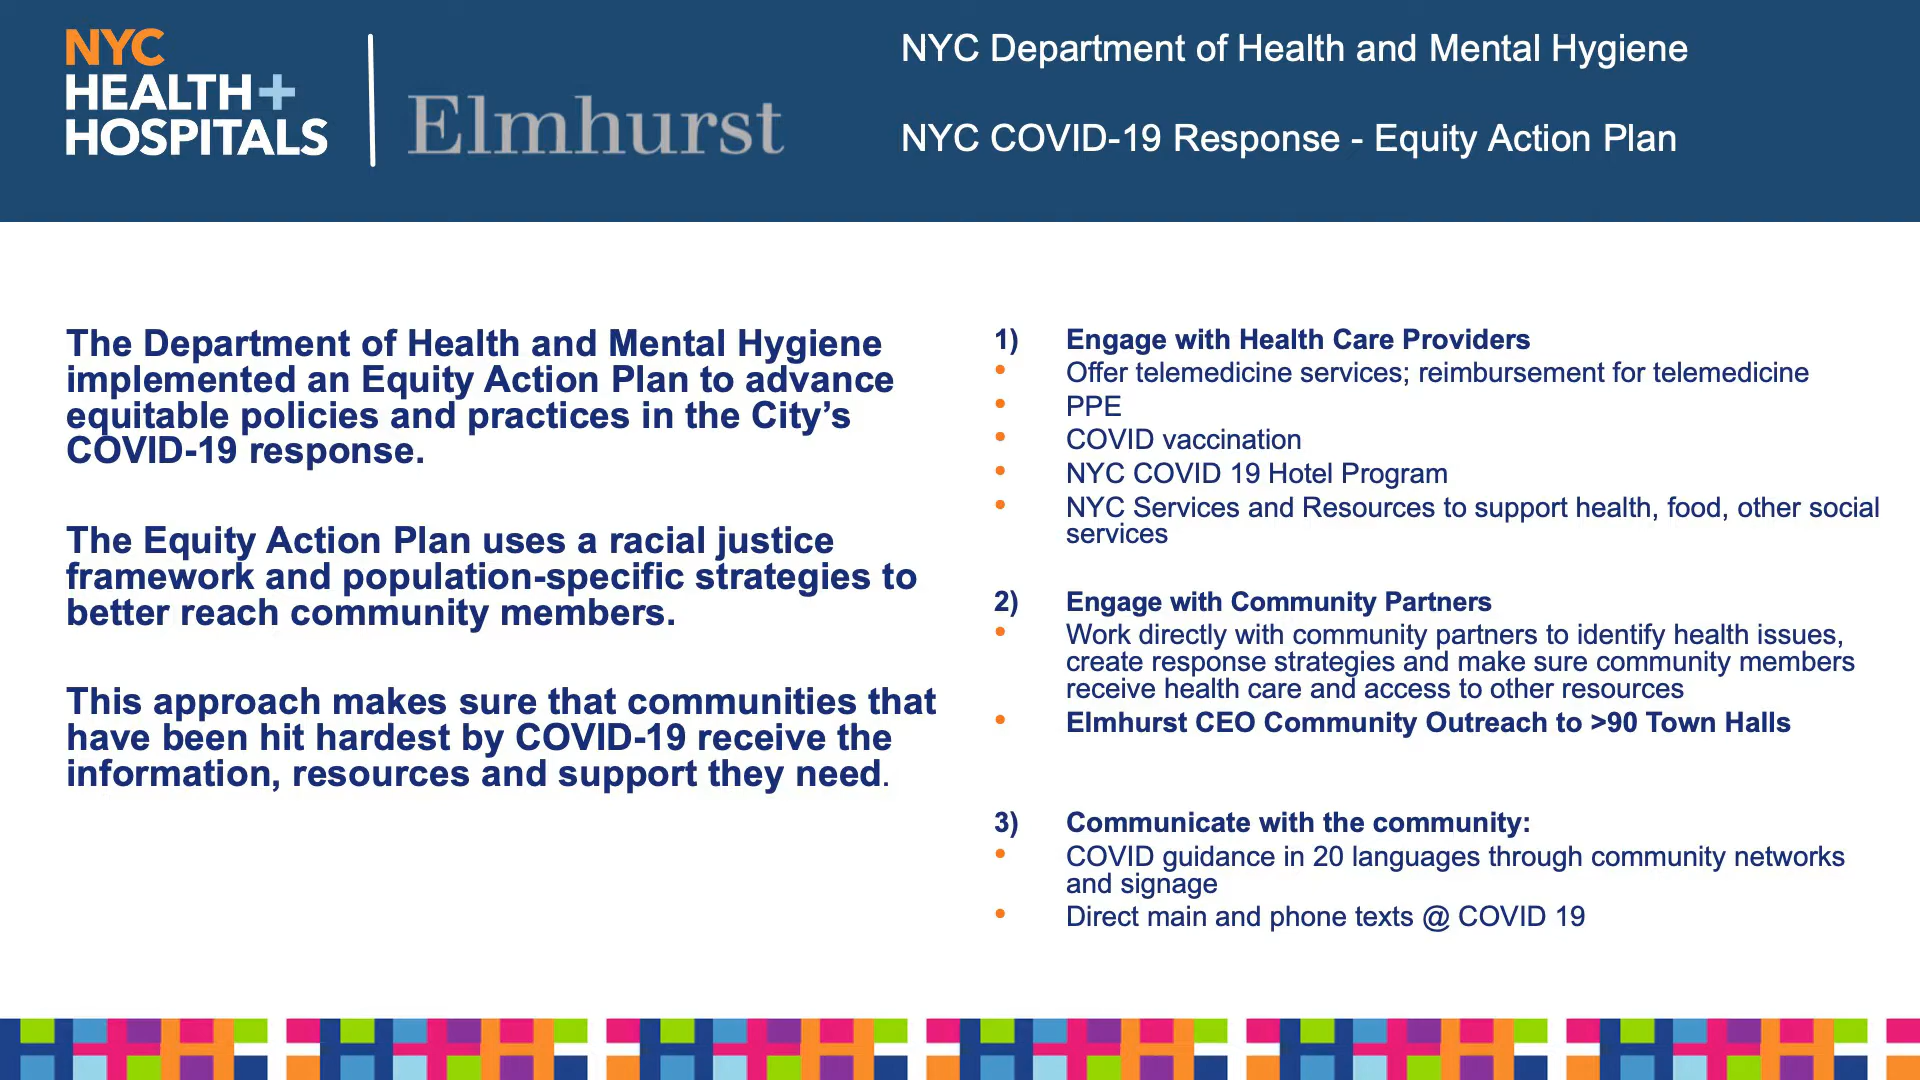 NYC
HEALTH+
HOSPITALS
Elmhurst
NYC Department of Health and Mental Hygiene
NYC COVID-19 Response - Equity Action Plan
The Department of Health and Mental Hygiene
implemented an Equity Action Plan to advance
equitable policies and practices in the City’s
COVID-19 response.
The Equity Action Plan uses a racial justice
framework and population-specific strategies to
better reach community members.
This approach makes sure that communities that
have been hit hardest by COVID-19 receive the
information, resources and support they need.
1) Engage with Health Care Providers
• Offer telemedicine services; reimbursement for telemedicine
• PPE
• COVID vaccination
• NYC COVID 19 Hotel Program
• NYC Services and Resources to support health, food, other social
services
2) Engage with Community Partners
• Work directly with community partners to identify health issues,
create response strategies and make sure community members
receive health care and access to other resources
• Elmhurst CEO Community Outreach to >90 Town Halls
3) Communicate with the community:
• COVID guidance in 20 languages through community networks
and signage
• Direct main and phone texts @ COVID 19